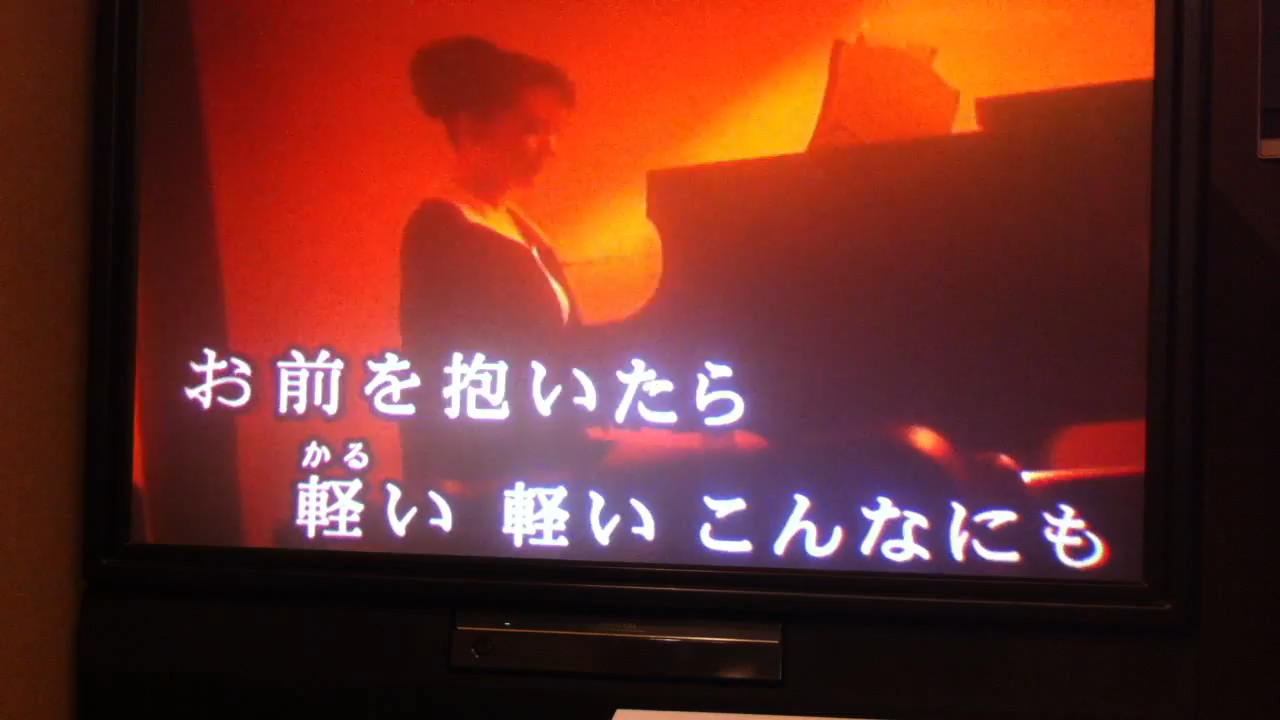 お前を抱いたら
かる
軽い 軽い こんなにも